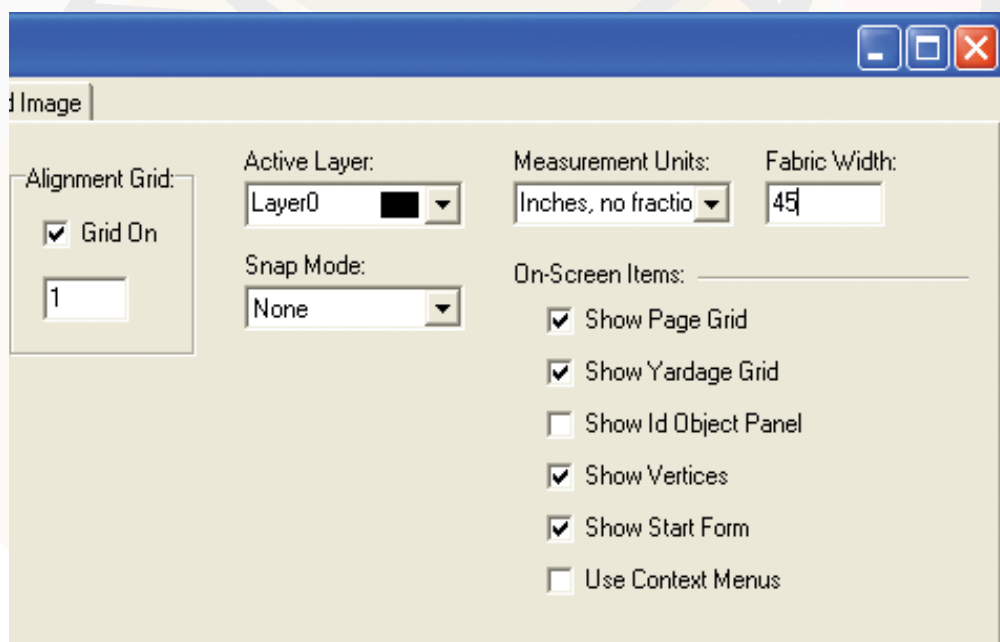 d Image
Alignment Grid:
Grid On
1
Active Layer:
Layer0
Snap Mode:
None
Measurement Units:
Inches, no fractio
Fabric Width:
45
On-Screen Items:
Show Page Grid
Show Yardage Grid
Show Id Object Panel
Show Vertices
Show Start Form
Use Context Menus